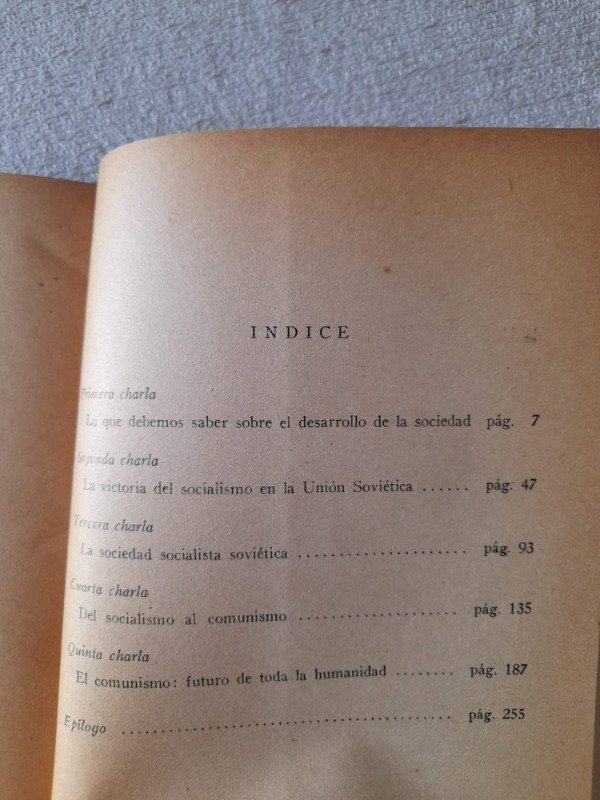 INDICE
Primera charla
Lo que debemos saber sobre el desarrollo de la sociedad pág. 7
Segunda charla
La victoria del socialismo en la Unión Soviética ...... pág. 47
Tercera charla
La sociedad socialista soviética ...................... pág. 93
Cuarta charla
Del socialismo al comunismo .................... pág. 135
Quinta charla
El comunismo: futuro de toda la humanidad ........ pág. 187
Epílogo .......................................... pág. 255